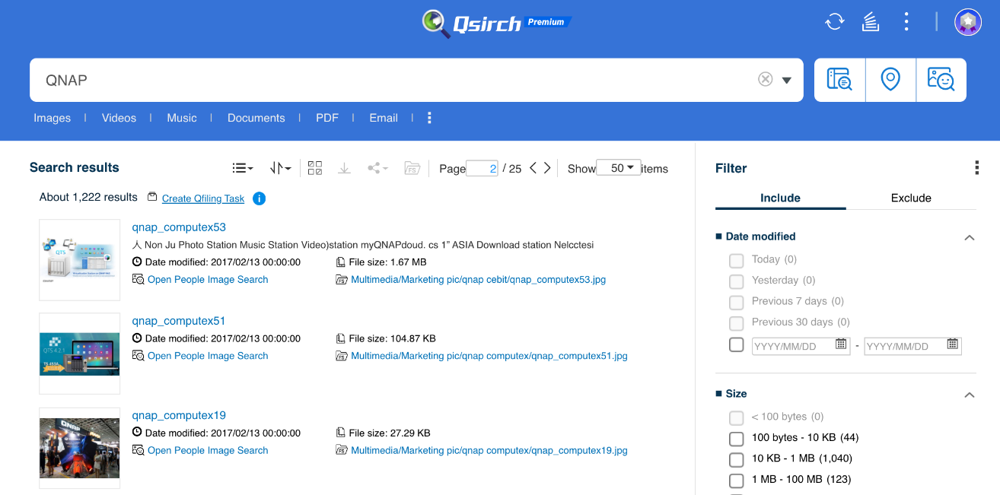 Qsirch Premium
QNAP
Images | Videos | Music | Documents | PDF | Email |
Search results
Page 2 / 25 Show 50 items
About 1,222 results Create Qfiling Task
qnap_computex53
人 Non Ju Photo Station Music Station Video)station myQNAPdoud. cs 1” ASIA Download station Nelcctesi
Date modified: 2017/02/13 00:00:00 File size: 1.67 MB
Open People Image Search Multimedia/Marketing pic/qnap cebit/qnap_computex53.jpg
QTS
qnap_computex51
Date modified: 2017/02/13 00:00:00 File size: 104.87 KB
Open People Image Search Multimedia/Marketing pic/qnap computex/qnap_computex51.jpg
QTS 4.2.1
TS-453A
qnap_computex19
Date modified: 2017/02/13 00:00:00 File size: 27.29 KB
Open People Image Search Multimedia/Marketing pic/qnap computex/qnap_computex19.jpg
QNAP
Filter
Include Exclude
Date modified
Today (0)
Yesterday (0)
Previous 7 days (0)
Previous 30 days (0)
YYYY/MM/DD - YYYY/MM/DD
Size
< 100 bytes (0)
100 bytes - 10 KB (44)
10 KB - 1 MB (1,040)
1 MB - 100 MB (123)